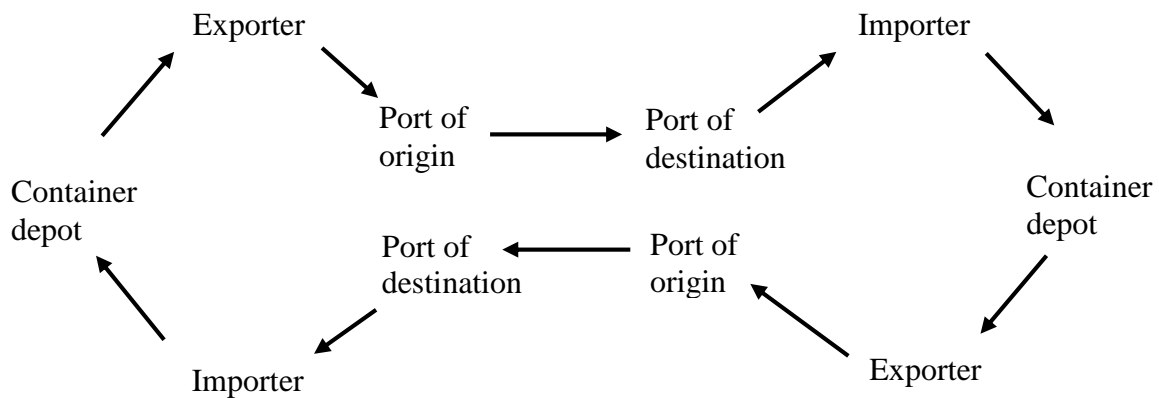 Exporter
Importer
Port of
origin
Port of
destination
Container
depot
Container
depot
Port of
destination
Port of
origin
Importer
Exporter